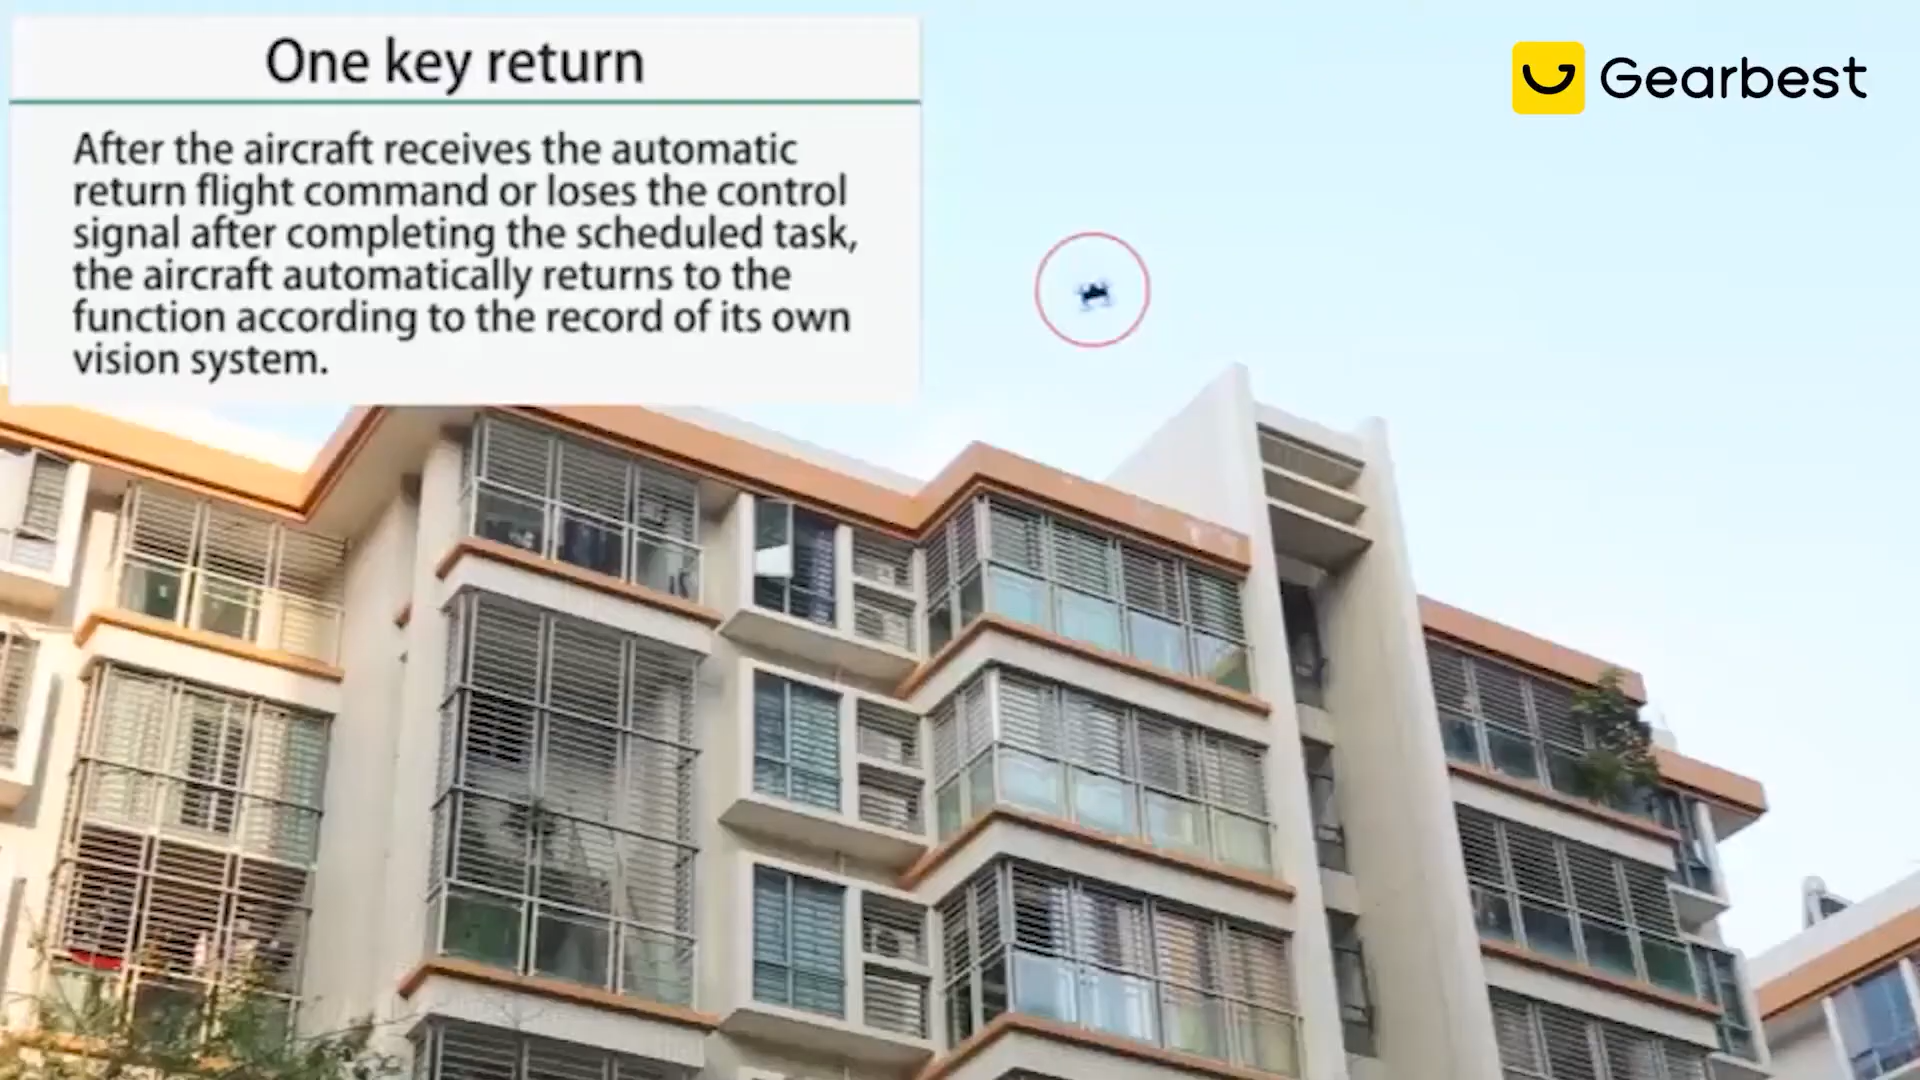 One key return
Gearbest
After the aircraft receives the automatic
return flight command or loses the control
signal after completing the scheduled task,
the aircraft automatically returns to the
function according to the record of its own
vision system.